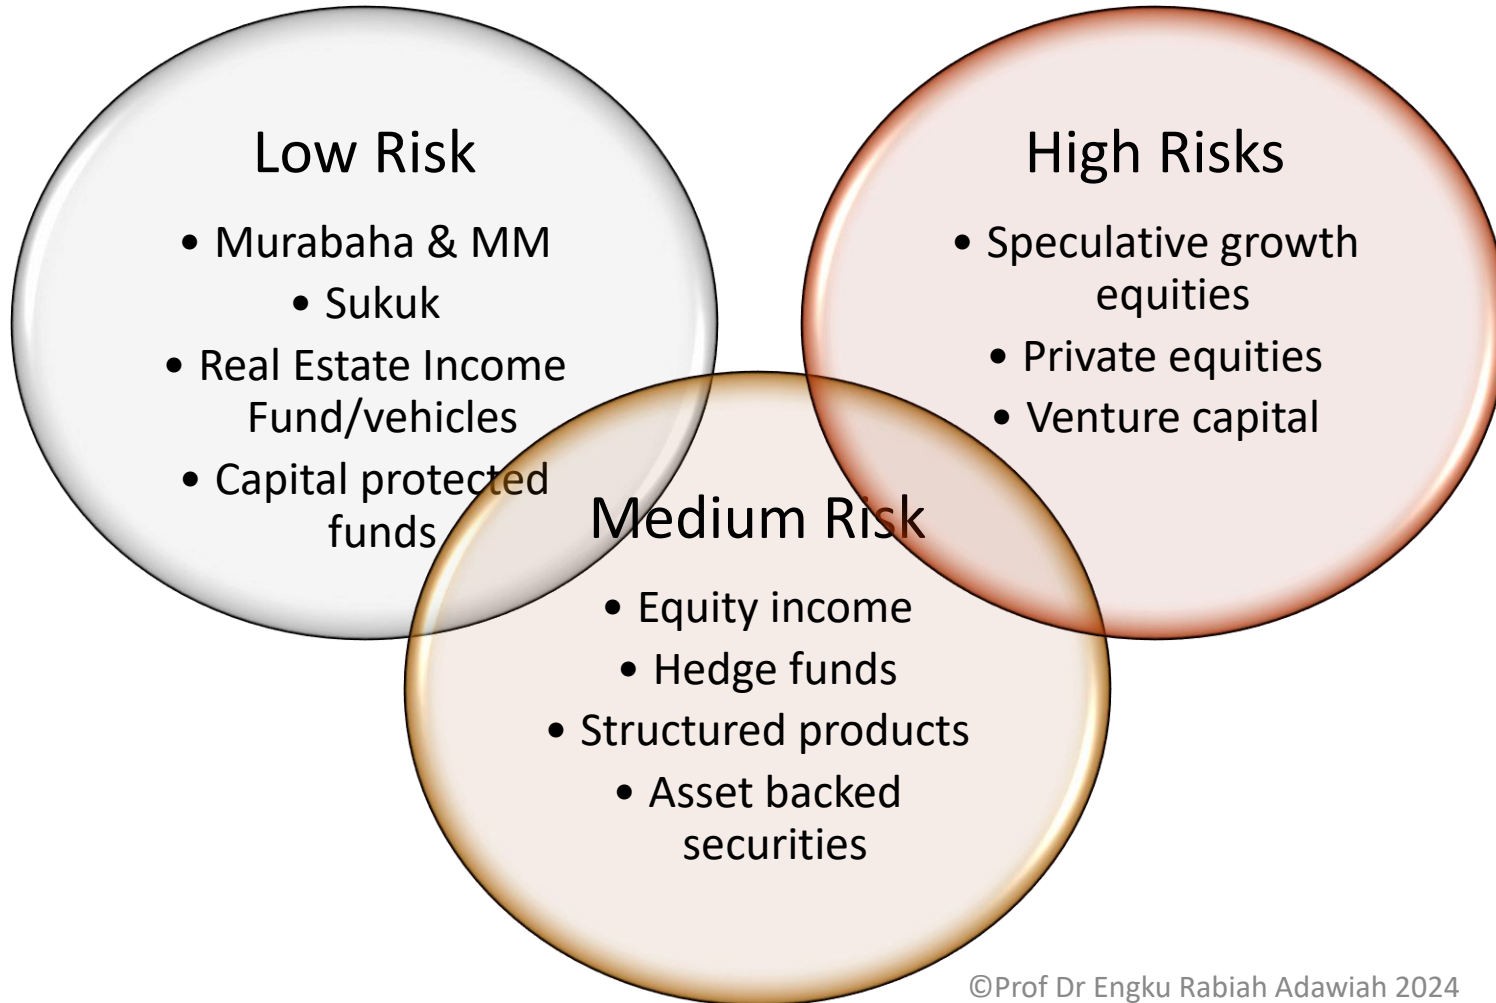 Low Risk
• Murabaha & MM
• Sukuk
• Real Estate Income
Fund/vehicles
• Capital protected
funds
High Risks
• Speculative growth
equities
• Private equities
• Venture capital
Medium Risk
• Equity income
• Hedge funds
• Structured products
• Asset backed
securities
©Prof Dr Engku Rabiah Adawiah 2024